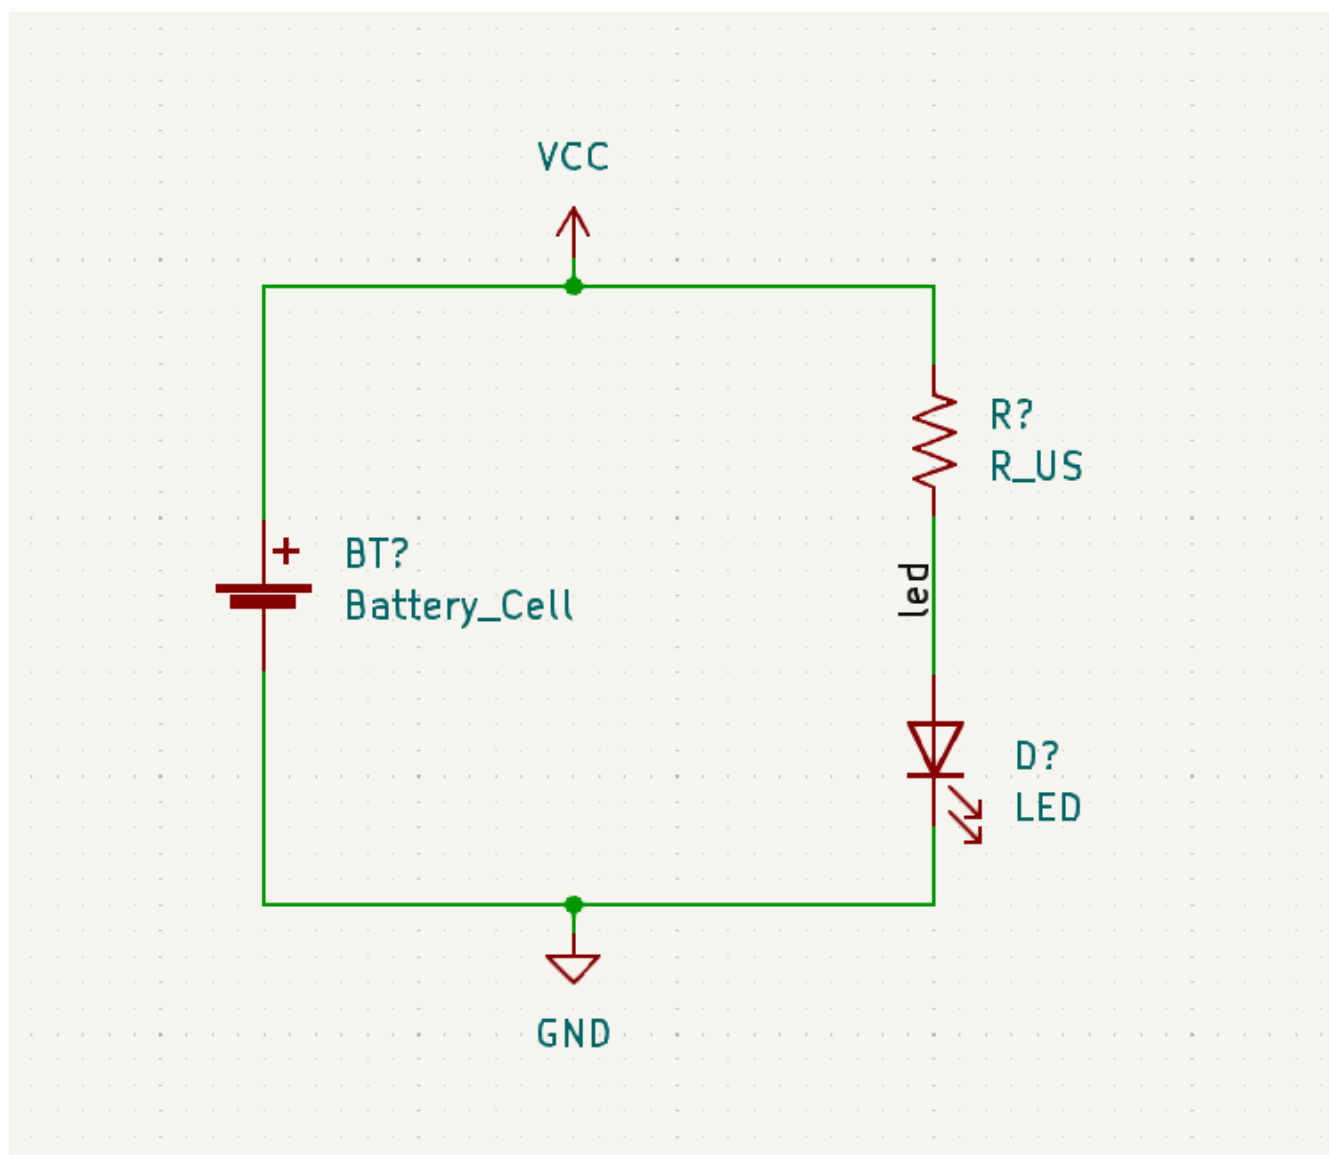 VCC
R?
R_US
BT?
Battery_Cell
led
D?
LED
GND